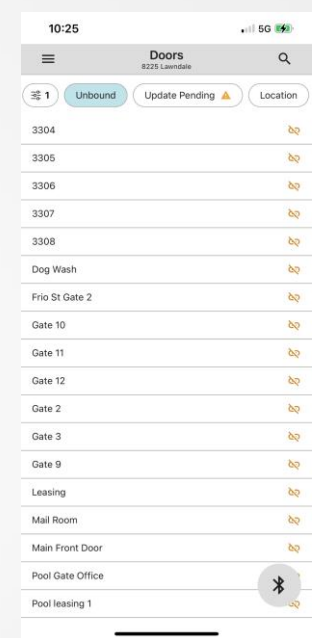 10:25
5G
Doors
8225 Lawndale
1
Unbound
Update Pending
Location
3304
3305
3306
3307
3308
Dog Wash
Frio St Gate 2
Gate 10
Gate 11
Gate 12
Gate 2
Gate 3
Gate 9
Leasing
Mail Room
Main Front Door
Pool Gate Office
Pool leasing 1